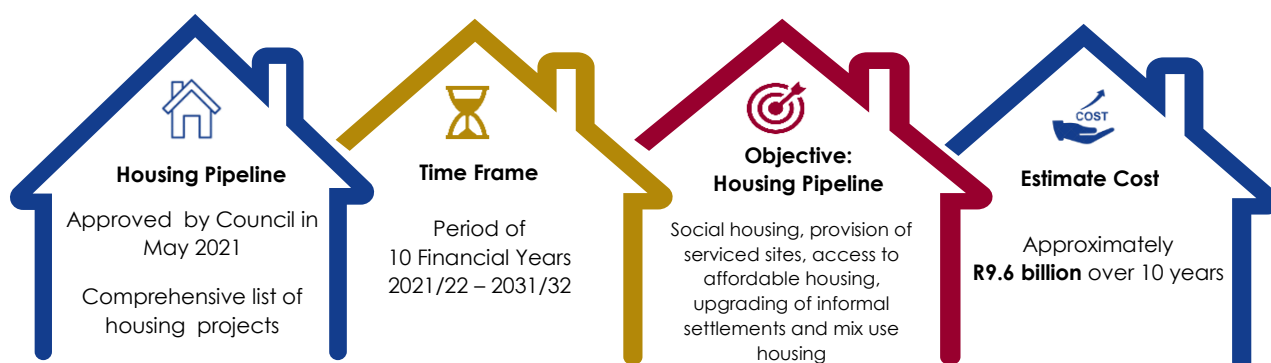 Housing Pipeline
Approved by Council in
May 2021
Comprehensive list of
housing projects
Time Frame
Period of
10 Financial Years
2021/22 – 2031/32
Objective:
Housing Pipeline
Social housing, provision of
serviced sites, access to
affordable housing,
upgrading of informal
settlements and mix use
housing
COST
Estimate Cost
Approximately
R9.6 billion over 10 years